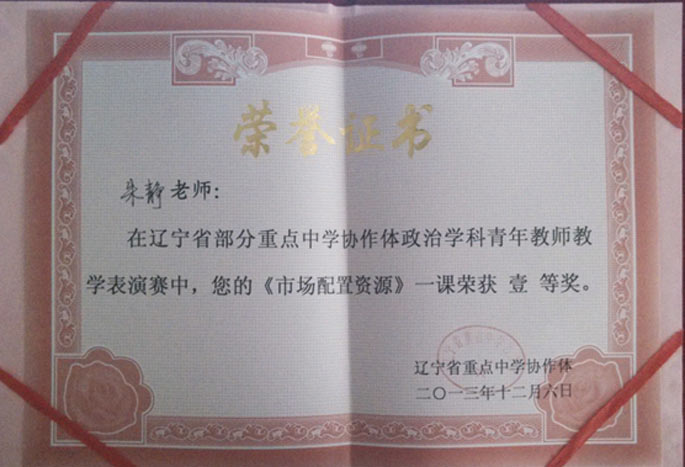 荣誉证书
朱静老师：
在辽宁省部分重点中学协作体政治学科青年教师教
学表演赛中，您的《市场配置资源》一课荣获 壹 等奖。
辽宁省重点中学协作体
二〇一三年十二月六日